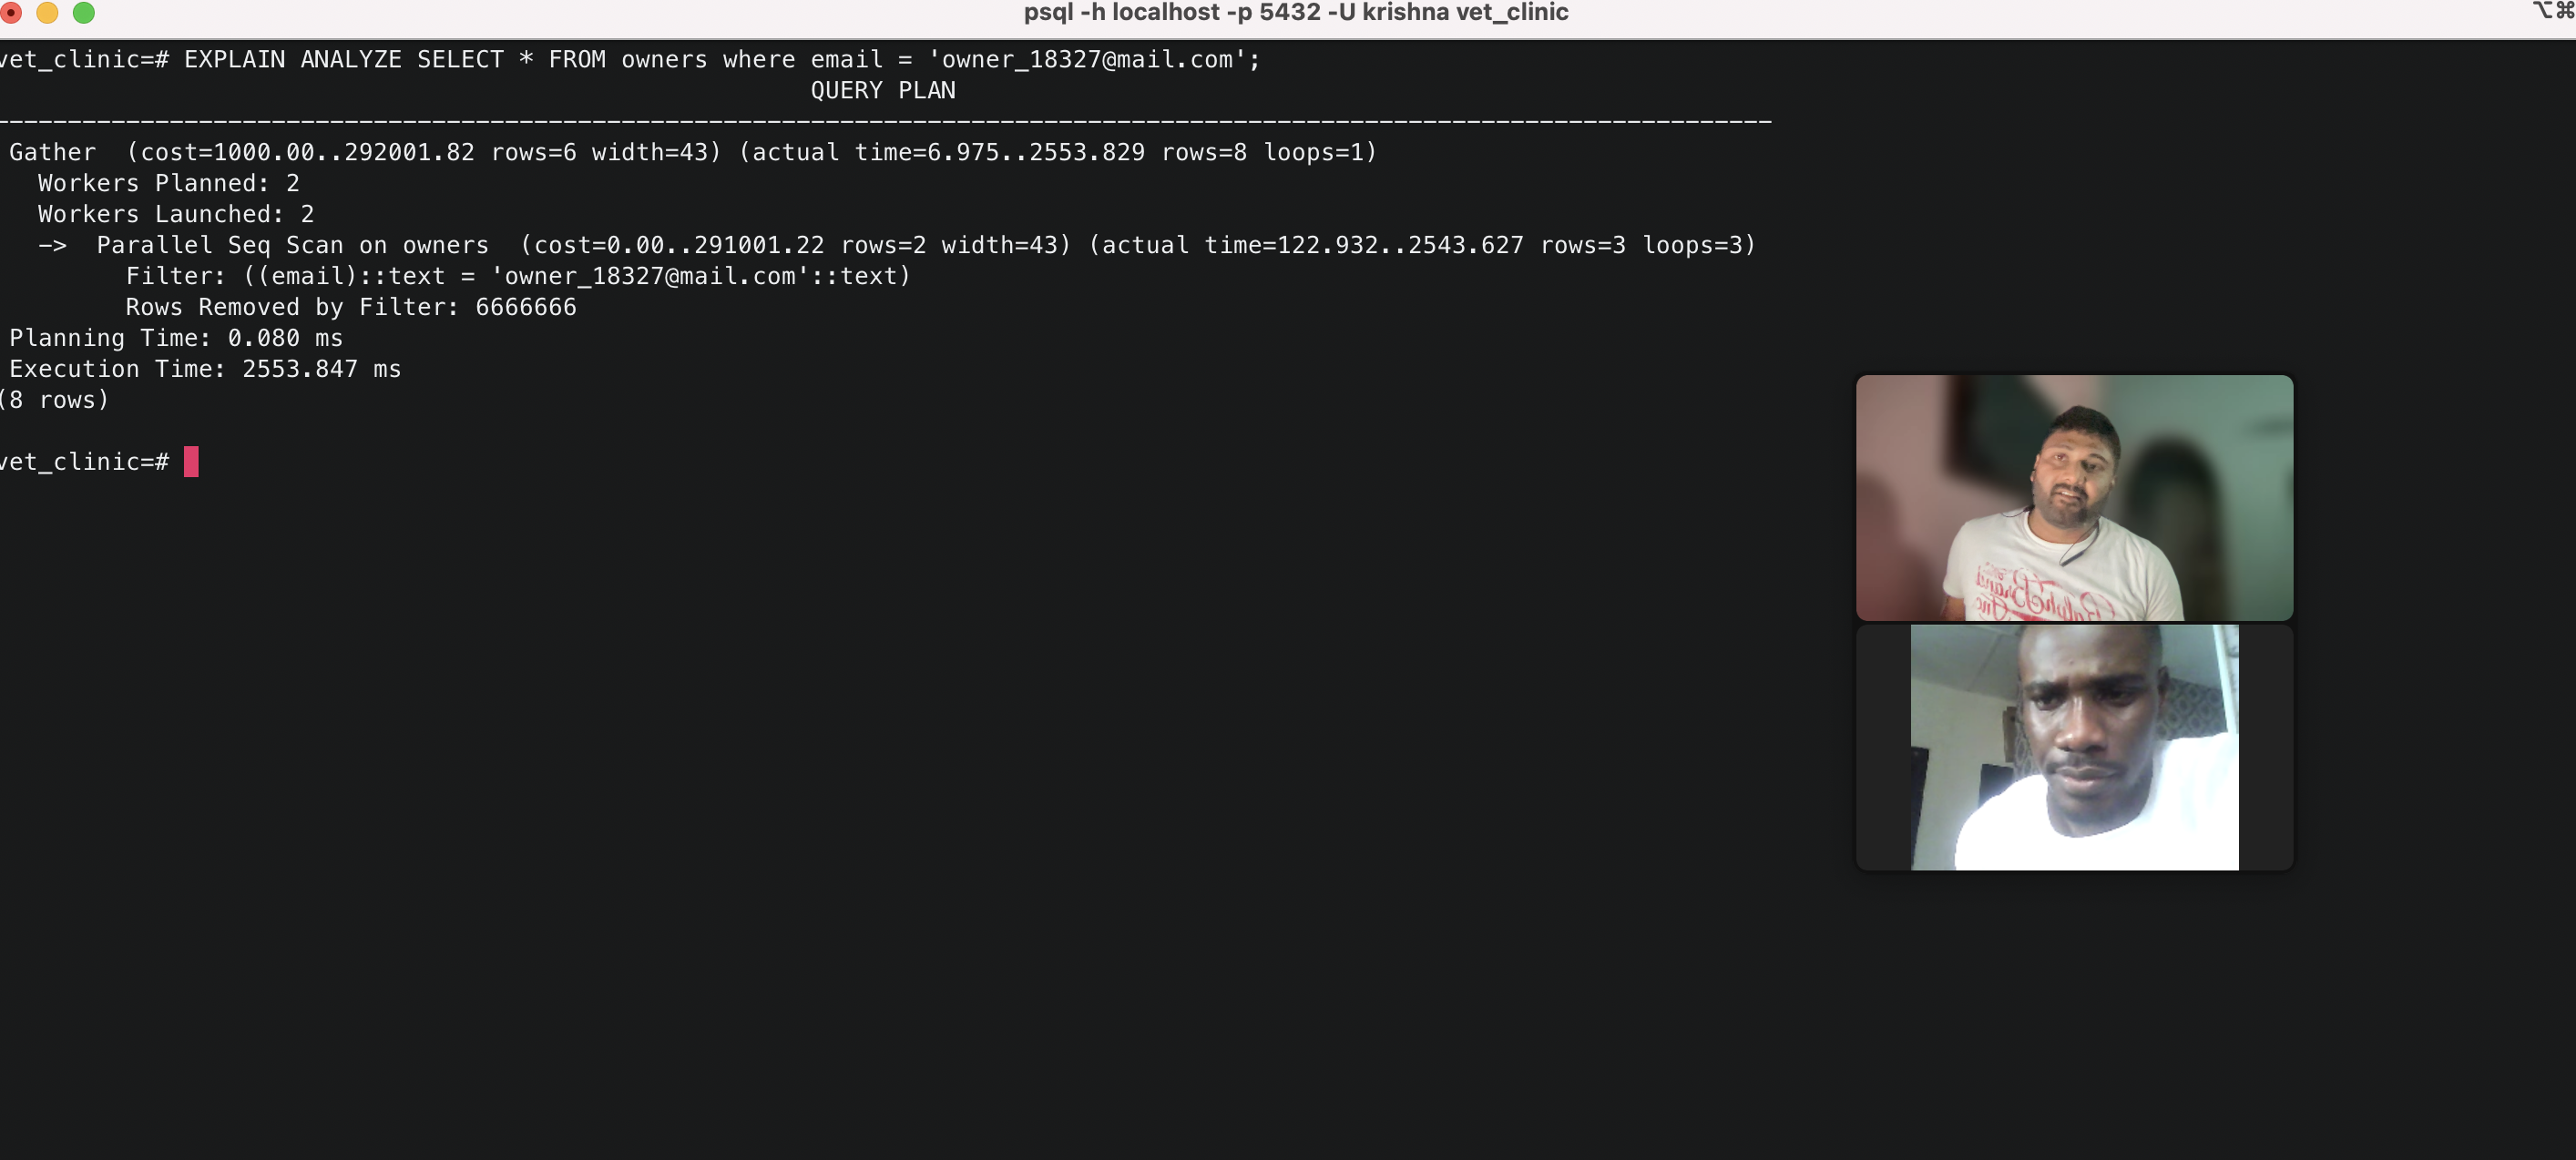 psql -h localhost -p 5432 -U krishna vet_clinic ⌥⌘
vet_clinic=# EXPLAIN ANALYZE SELECT * FROM owners where email = 'owner_18327@mail.com';
QUERY PLAN
Gather  (cost=1000.00..292001.82 rows=6 width=43) (actual time=6.975..2553.829 rows=8 loops=1)
Workers Planned: 2
Workers Launched: 2
->  Parallel Seq Scan on owners  (cost=0.00..291001.22 rows=2 width=43) (actual time=122.932..2543.627 rows=3 loops=3)
Filter: ((email)::text = 'owner_18327@mail.com'::text)
Rows Removed by Filter: 6666666
Planning Time: 0.080 ms
Execution Time: 2553.847 ms
(8 rows)
vet_clinic=#
Brand
Inc